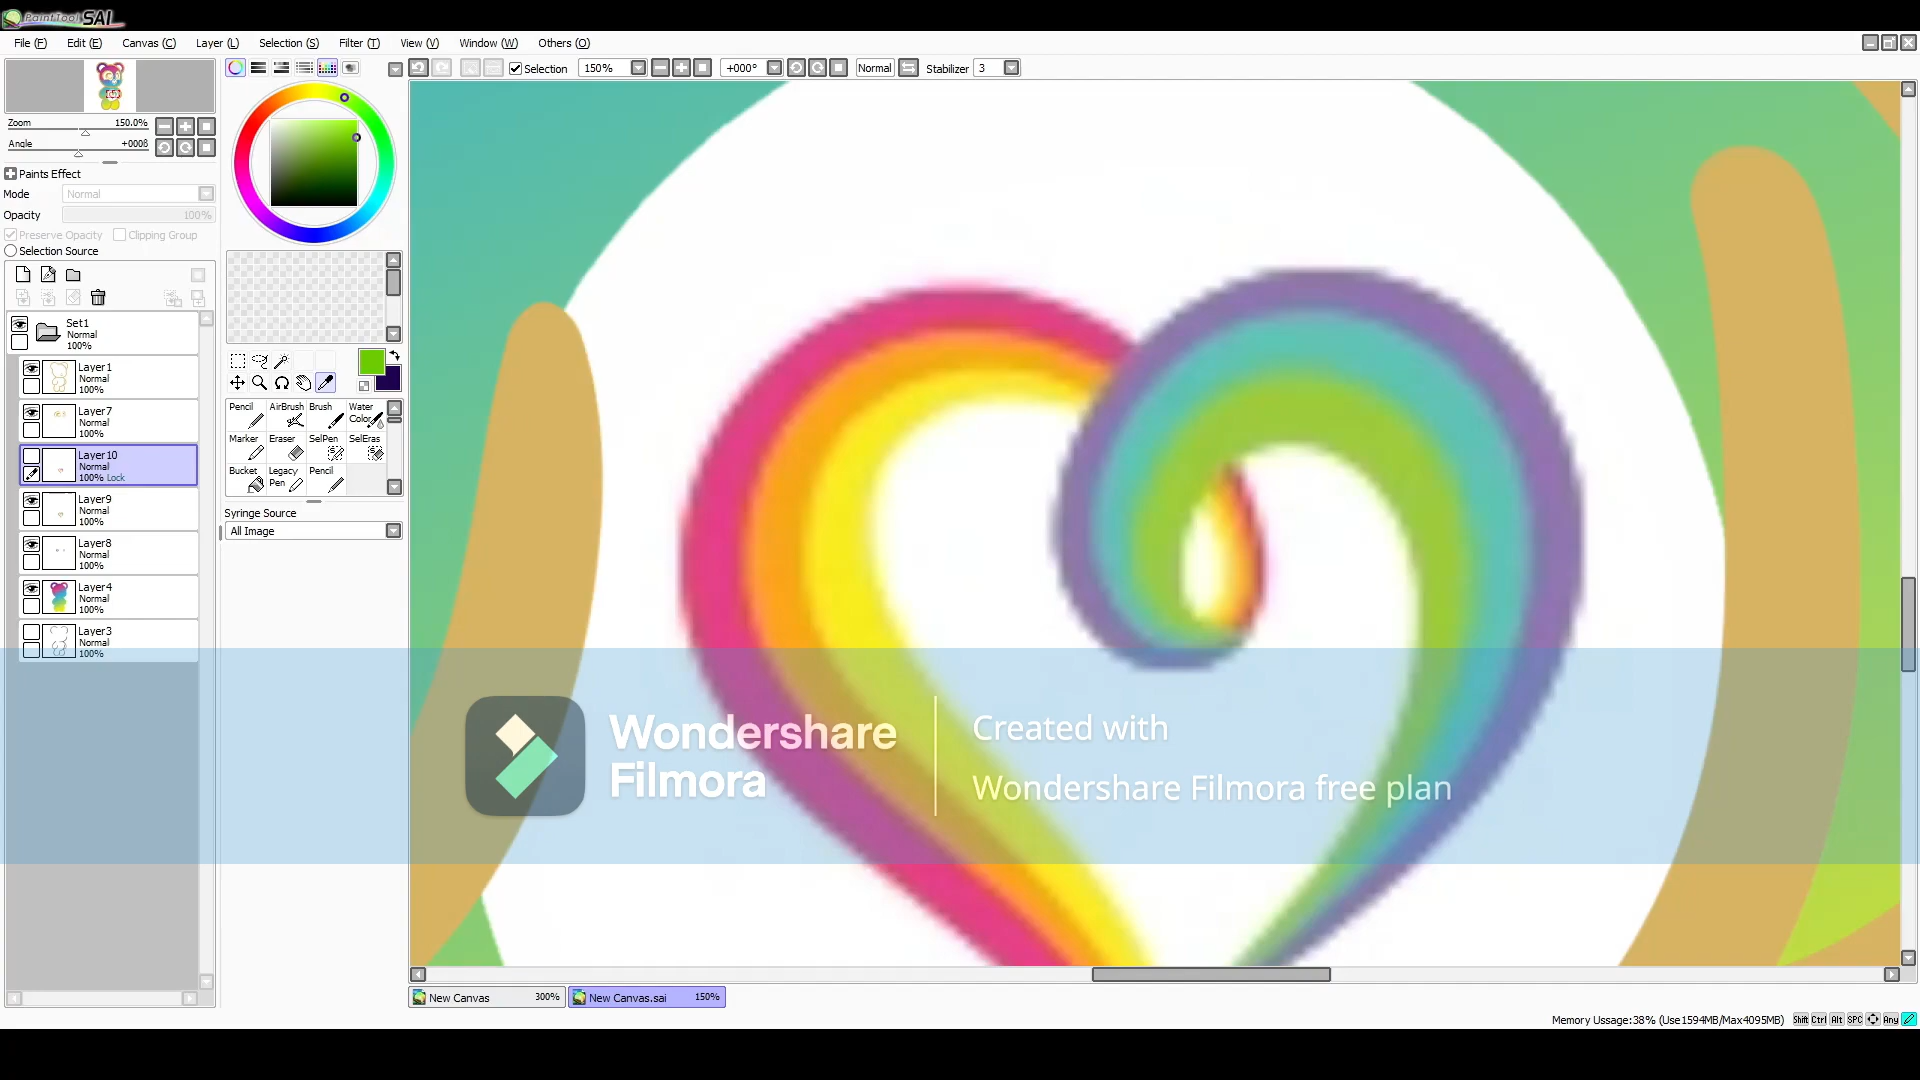 PaintTool SAI
File (F) Edit (E) Canvas (C) Layer (L) Selection (S) Filter (T) View (V) Window (W) Others (O)
Selection 150% +000° Normal Stabilizer 3
Zoom 150.0%
Angle +000ß
Paints Effect
Mode Normal
Opacity 100%
Preserve Opacity Clipping Group
Selection Source
Set1
Normal
100%
Layer1
Normal
100%
Layer7
Normal
100%
Layer10
Normal
100% Lock
Layer9
Normal
100%
Layer8
Normal
100%
Layer4
Normal
100%
Layer3
Normal
100%
Pencil AirBrush Brush Water Color
Marker Eraser SelPen SelEras
Bucket Legacy Pen Pencil
Syringe Source
All Image
Wondershare
Filmora
Created with
Wondershare Filmora free plan
New Canvas 300% New Canvas.sai 150%
Memory Ussage:38% (Use1594MB/Max4095MB) Shift Ctrl Alt SPC Any